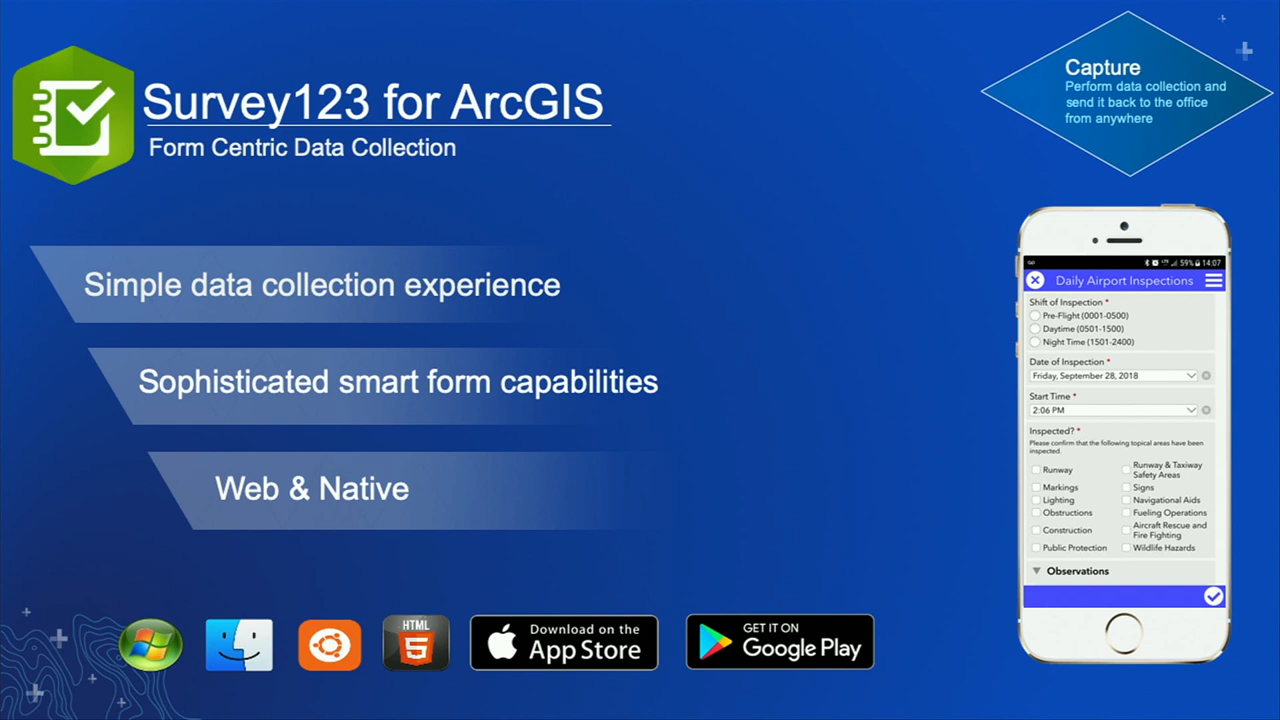 Survey123 for ArcGIS
Form Centric Data Collection
Capture
Perform data collection and
send it back to the office
from anywhere
Simple data collection experience
Sophisticated smart form capabilities
Web & Native
59% 14:07
Daily Airport Inspections
Shift of Inspection *
Pre-Flight (0001-0500)
Daytime (0501-1500)
Night Time (1501-2400)
Date of Inspection *
Friday, September 28, 2018
Start Time *
2:06 PM
Inspected? *
Please confirm that the following topical areas have been
inspected.
Runway
Runway & Taxiway
Safety Areas
Markings
Signs
Lighting
Navigational Aids
Obstructions
Fueling Operations
Construction
Aircraft Rescue and
Fire Fighting
Public Protection
Wildlife Hazards
Observations
HTML
5
Download on the
App Store
GET IT ON
Google Play